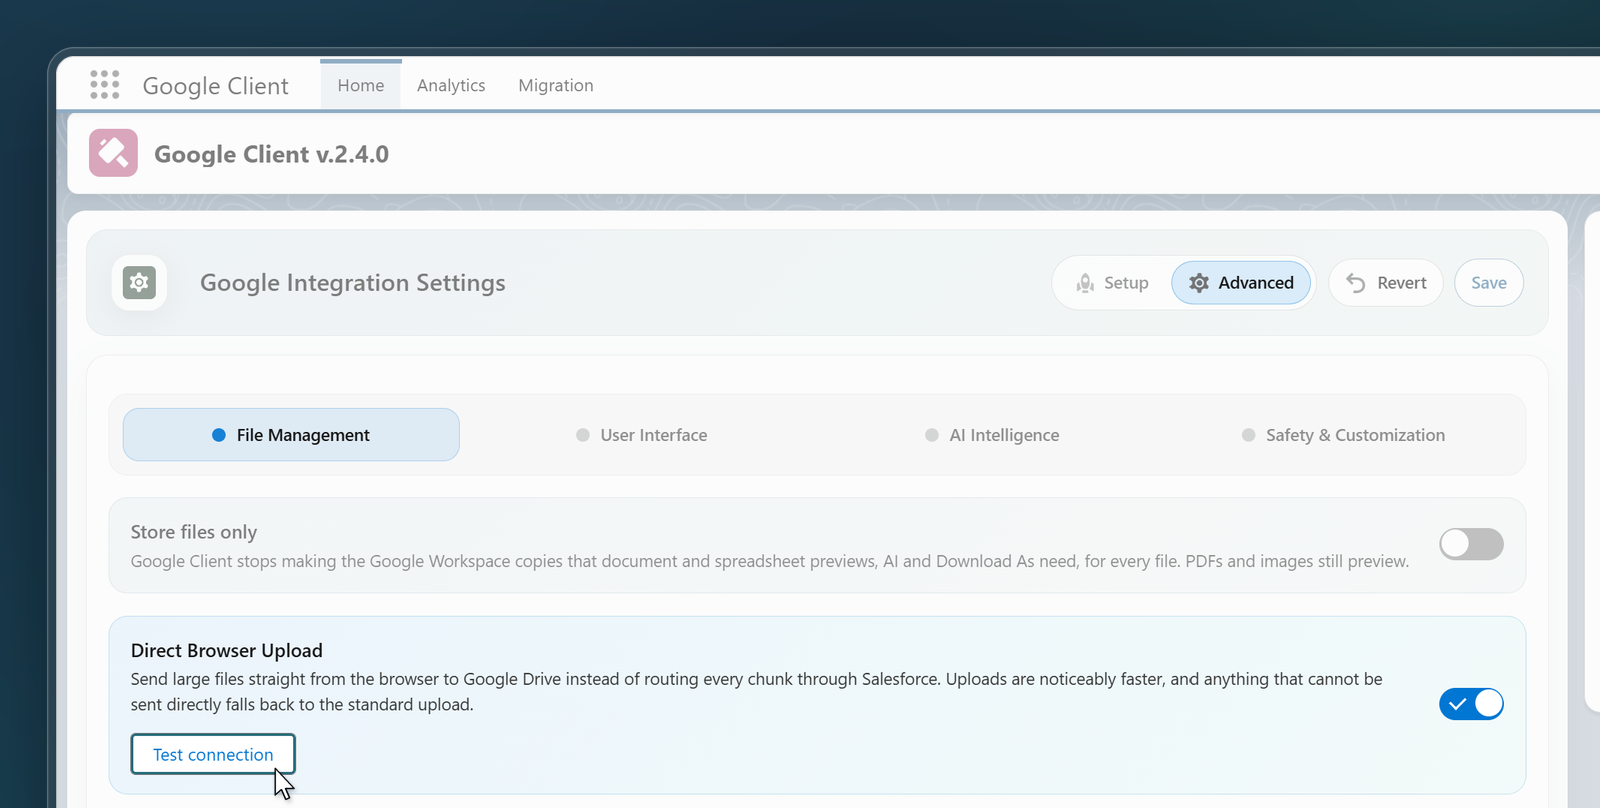 Google Client
Home
Analytics
Migration
Google Client v.2.4.0
Google Integration Settings
Setup
Advanced
Revert
Save
File Management
User Interface
AI Intelligence
Safety & Customization
Store files only
Google Client stops making the Google Workspace copies that document and spreadsheet previews, AI and Download As need, for every file. PDFs and images still preview.
Direct Browser Upload
Send large files straight from the browser to Google Drive instead of routing every chunk through Salesforce. Uploads are noticeably faster, and anything that cannot be
sent directly falls back to the standard upload.
Test connection